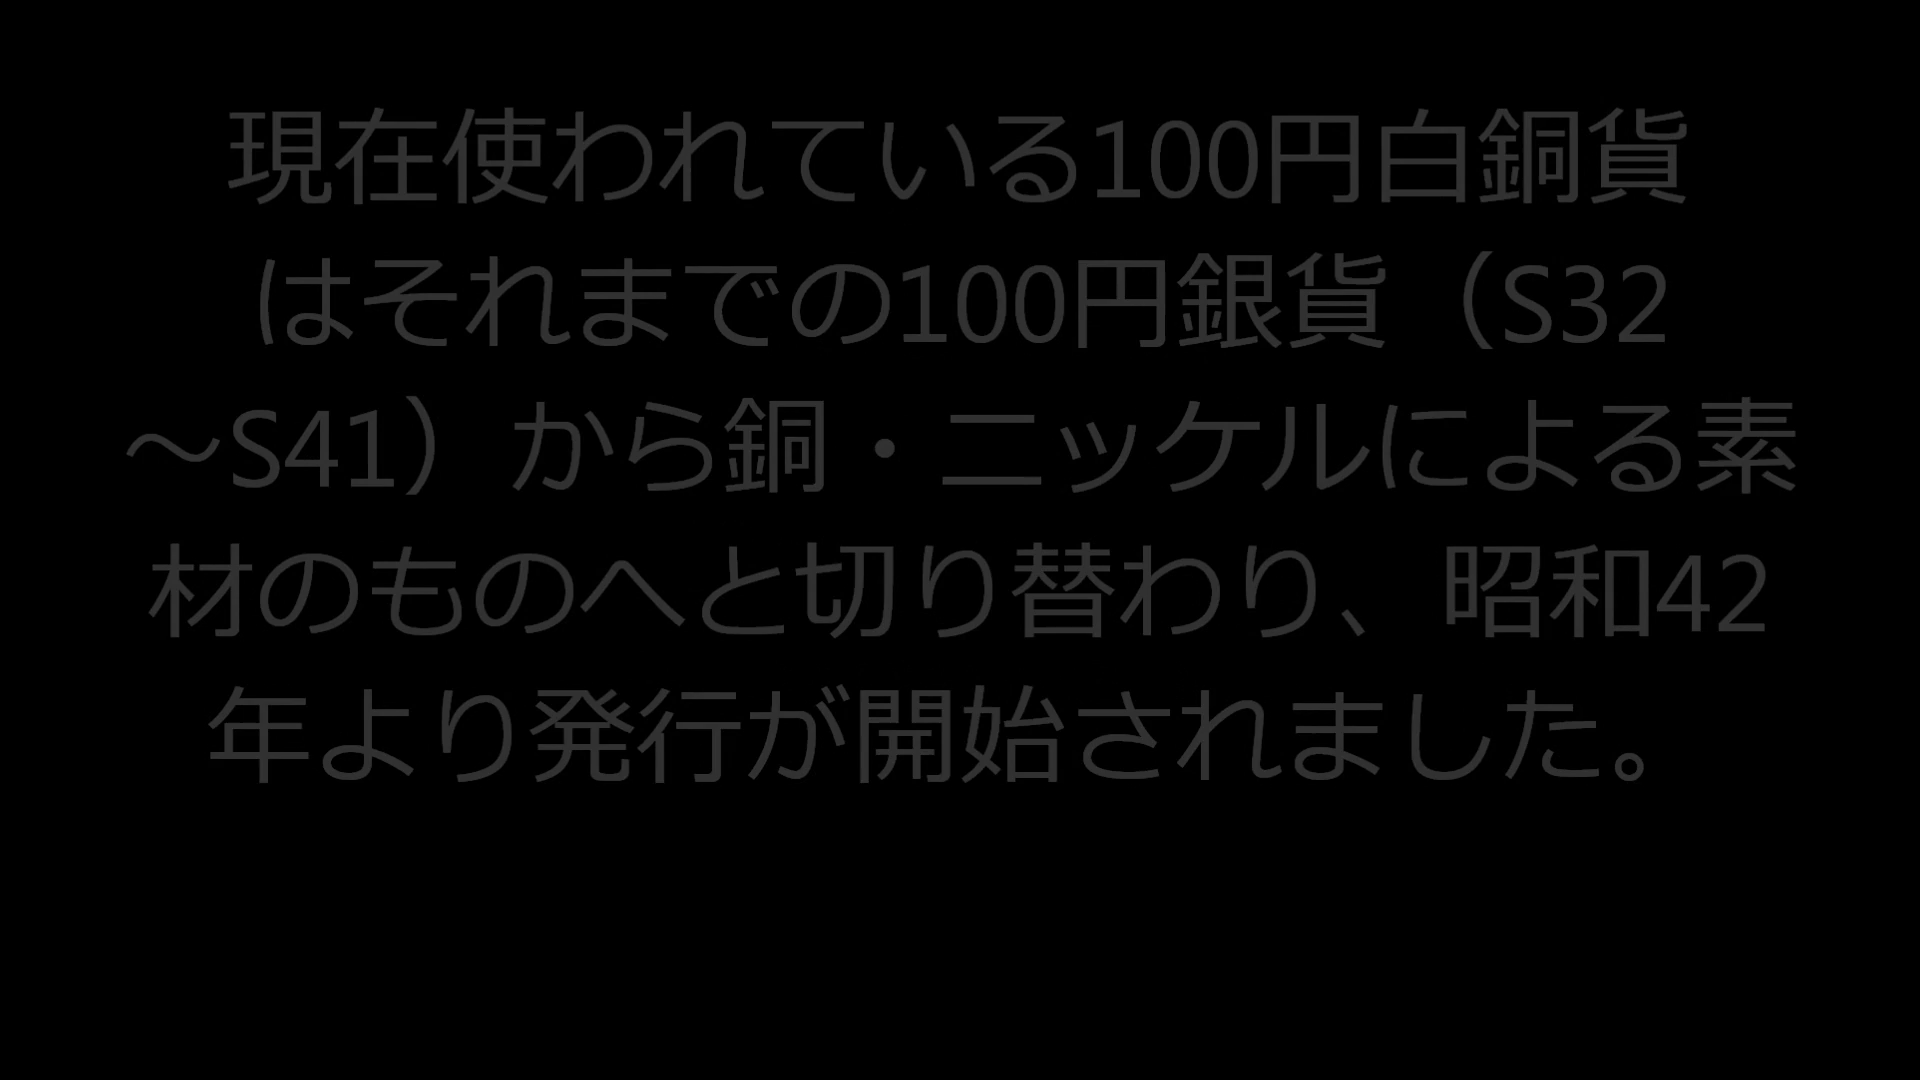 現在使われている100円白銅貨
はそれまでの100円銀貨（S32
～S41）から銅・ニッケルによる素
材のものへと切り替わり、昭和42
年より発行が開始されました。